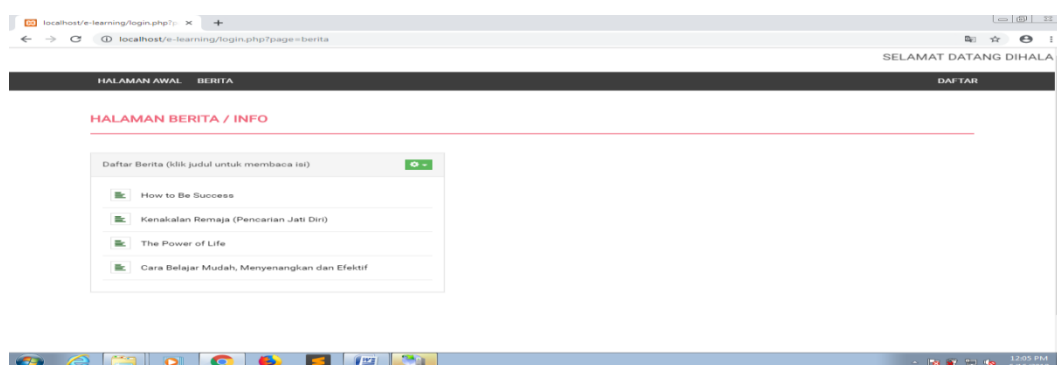 localhost/e-learning/login.php?p
localhost/e-learning/login.php?page=berita
SELAMAT DATANG DIHALA
HALAMAN AWAL BERITA DAFTAR
HALAMAN BERITA / INFO
Daftar Berita (klik judul untuk membaca isi)
How to Be Success
Kenakalan Remaja (Pencarian Jati Diri)
The Power of Life
Cara Belajar Mudah, Menyenangkan dan Efektif
12:05 PM